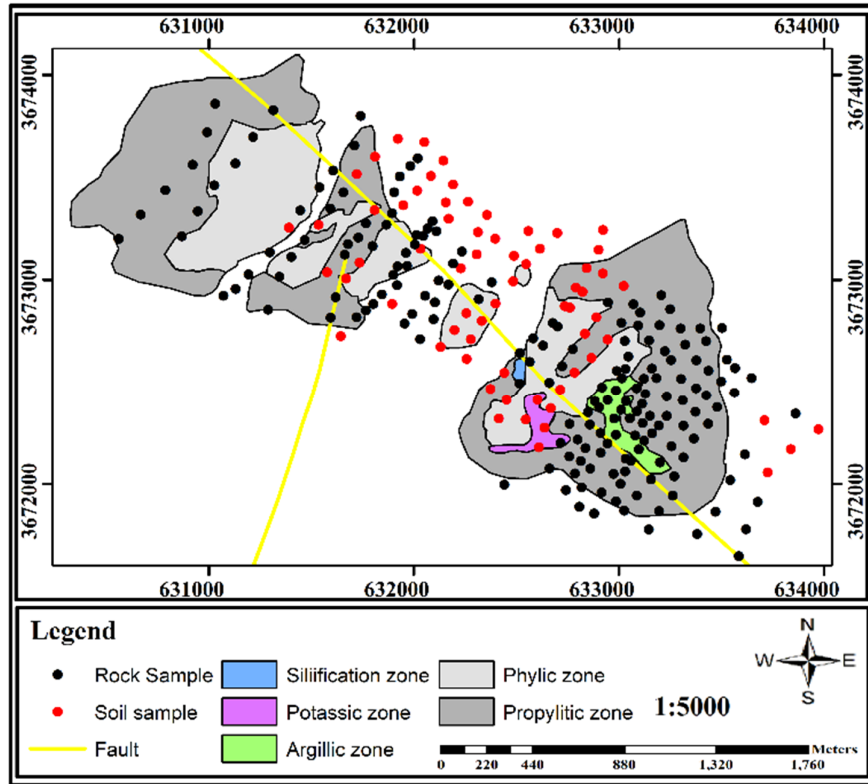 631000 632000 633000 634000
3674000 3674000
3673000 3673000
3672000 3672000
631000 632000 633000 634000
Legend
Rock Sample Siliification zone Phylic zone
Soil sample Potassic zone Propylitic zone 1:5000
Fault Argillic zone
N
W E
S
Meters
0 220 440 880 1,320 1,760